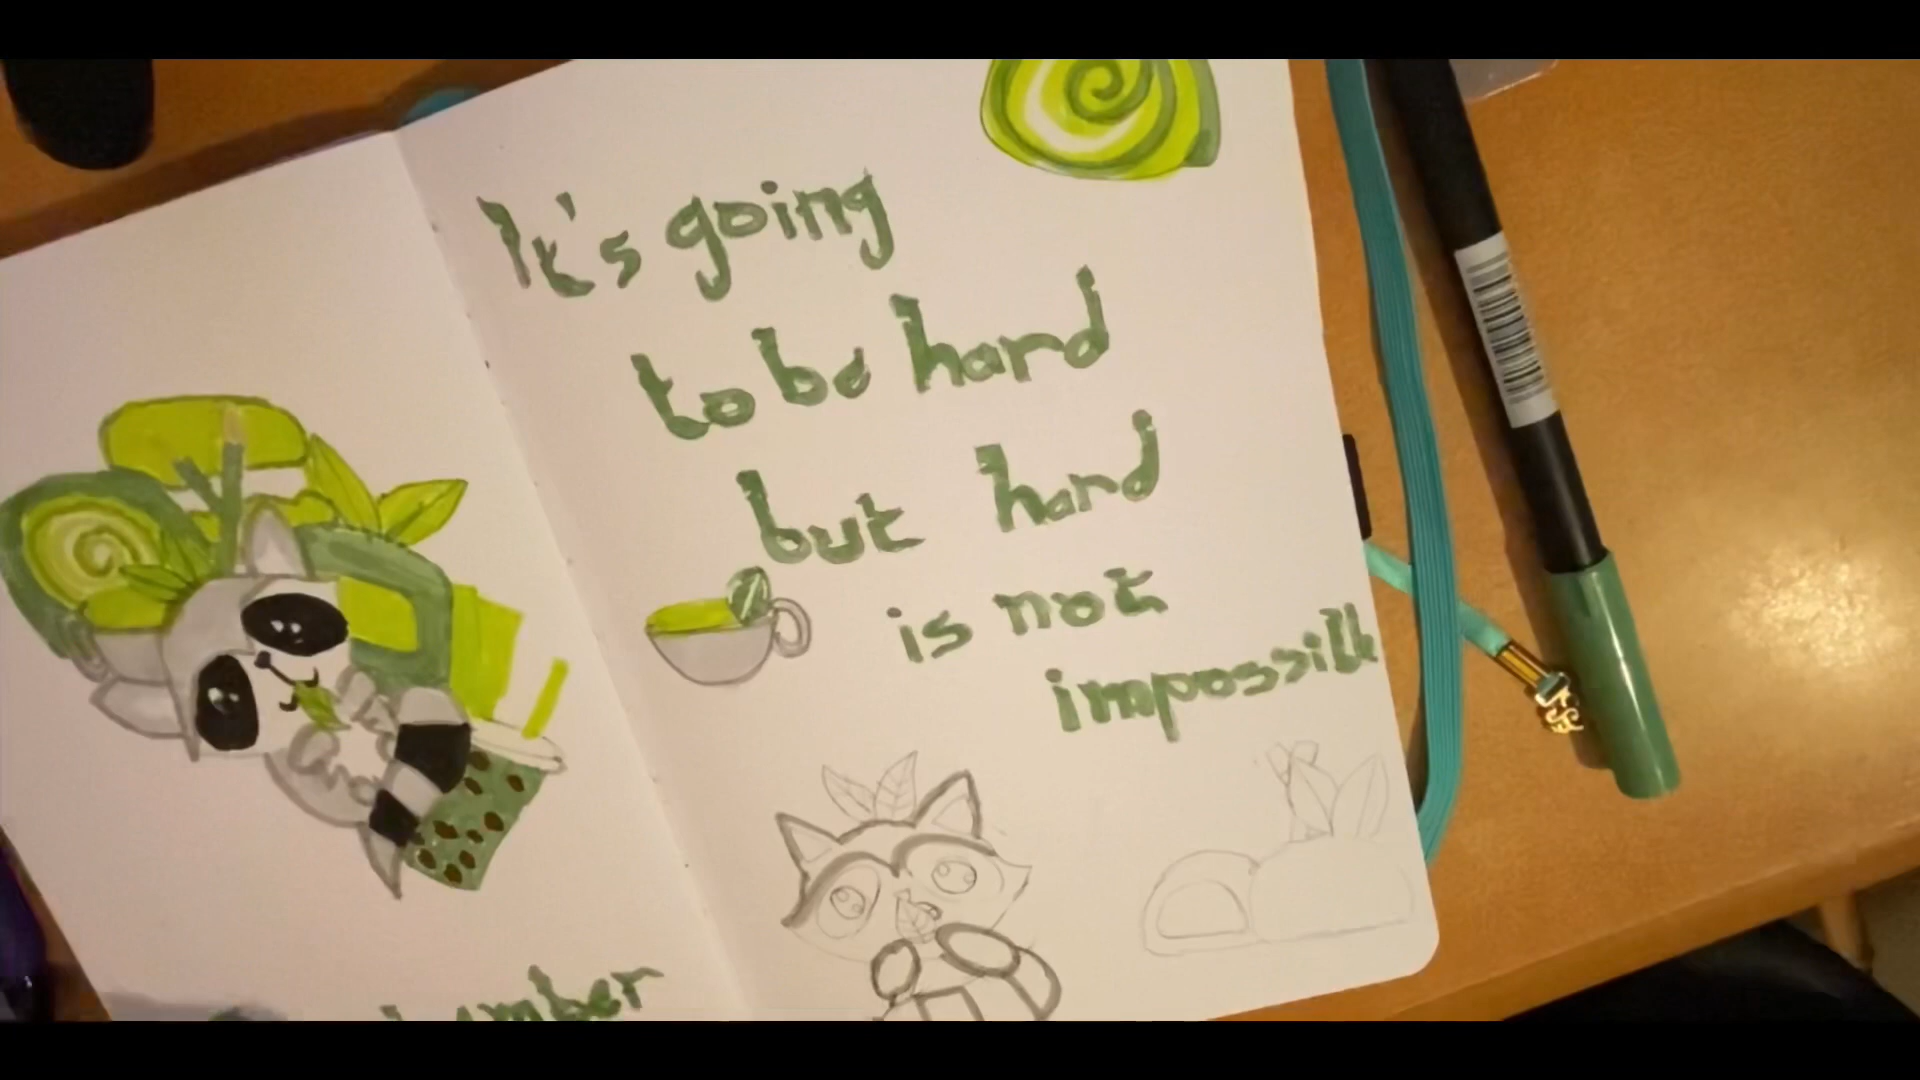 It's going
to be hard
but hard
is not
impossible